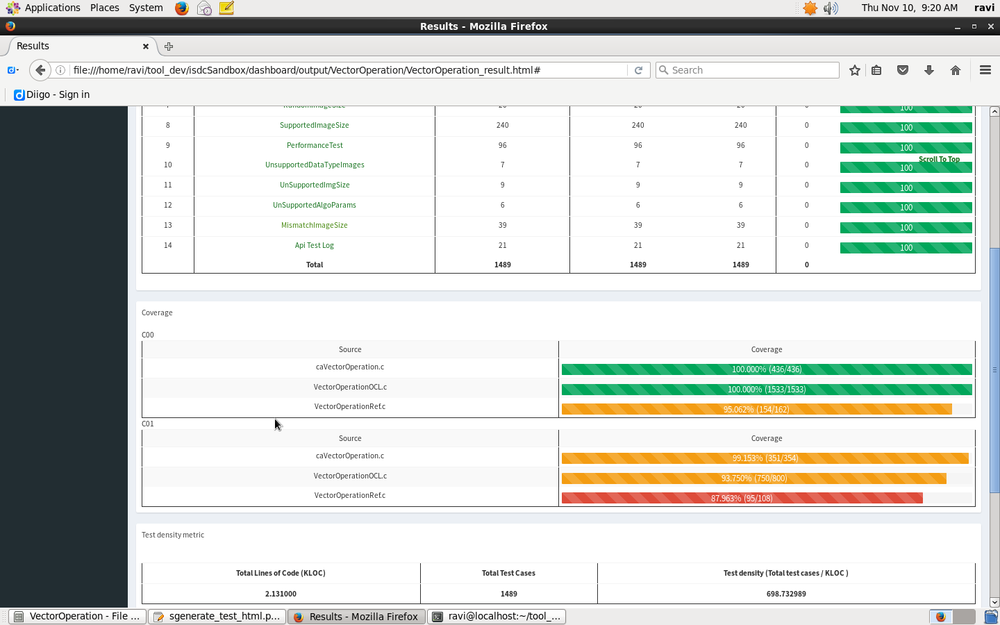 Applications Places System Thu Nov 10, 9:20 AM ravi
Results - Mozilla Firefox
Results
file:///home/ravi/tool_dev/isdcSandbox/dashboard/output/VectorOperation/VectorOperation_result.html# Search
Diigo - Sign in
100
8 SupportedImageSize 240 240 240 0 100
9 PerformanceTest 96 96 96 0 100
Scroll To Top
10 UnsupportedDataTypeImages 7 7 7 0 100
11 UnSupportedImgSize 9 9 9 0 100
12 UnSupportedAlgoParams 6 6 6 0 100
13 MismatchImageSize 39 39 39 0 100
14 Api Test Log 21 21 21 0 100
Total 1489 1489 1489 0
Coverage
C00
Source Coverage
caVectorOperation.c 100.000% (436/436)
VectorOperationOCL.c 100.000% (1533/1533)
VectorOperationRef.c 95.062% (154/162)
C01
Source Coverage
caVectorOperation.c 99.153% (351/354)
VectorOperationOCL.c 93.750% (750/800)
VectorOperationRef.c 87.963% (95/108)
Test density metric
Total Lines of Code (KLOC) Total Test Cases Test density (Total test cases / KLOC )
2.131000 1489 698.732989
VectorOperation - File ... sgenerate_test_html.p... Results - Mozilla Firefox ravi@localhost:~/tool_...